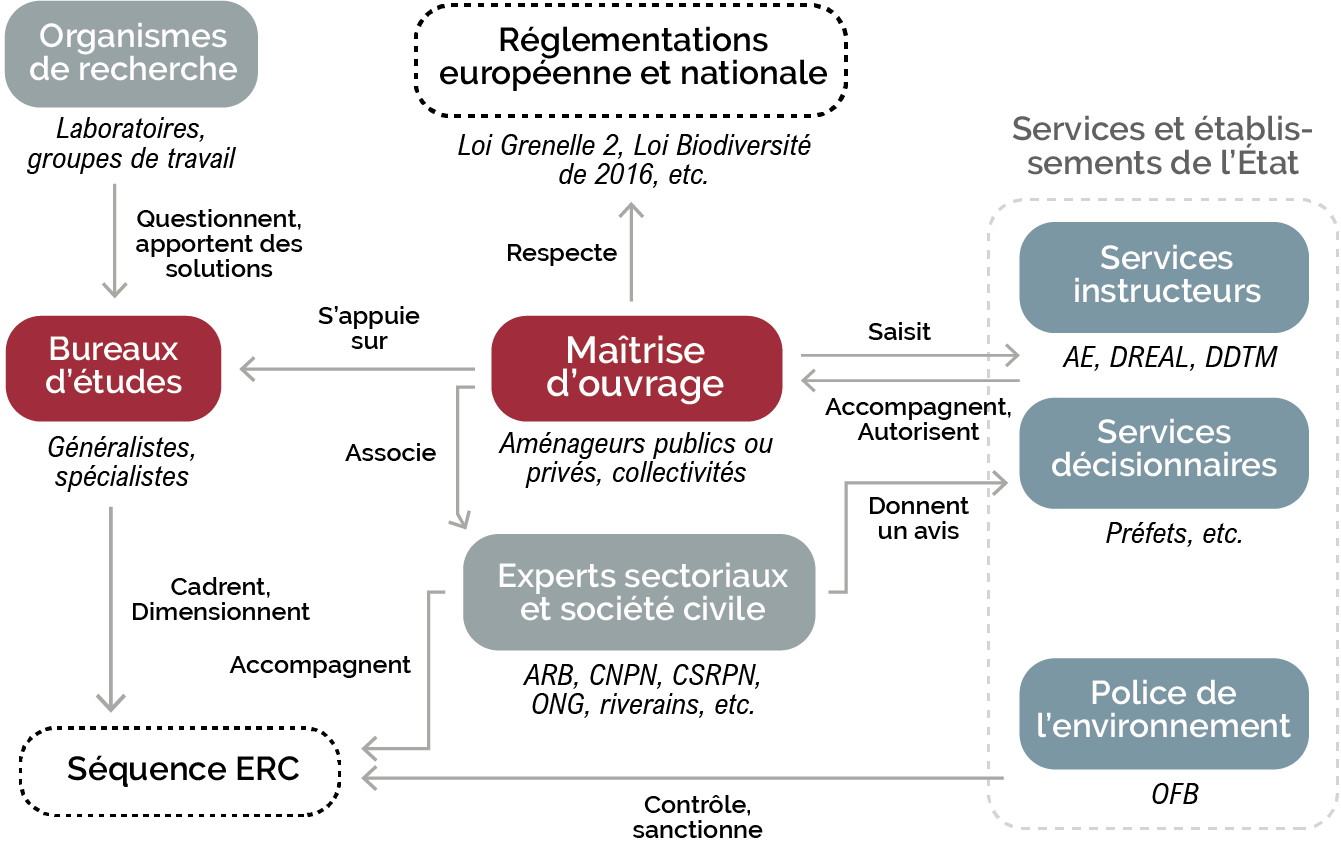 Organismes
de recherche
Laboratoires,
groupes de travail
Réglementations
européenne et nationale
Loi Grenelle 2, Loi Biodiversité
de 2016, etc.
Services et établis-
sements de l'État
Questionnent,
apportent des
solutions
Respecte
Services
instructeurs
AE, DREAL, DDTM
Bureaux
d'études
Généralistes,
spécialistes
S'appuie
sur
Maîtrise
d'ouvrage
Aménageurs publics ou
privés, collectivités
Saisit
Accompagnent,
Autorisent
Services
décisionnaires
Préfets, etc.
Associe
Donnent
un avis
Experts sectoriaux
et société civile
ARB, CNPN, CSRPN,
ONG, riverains, etc.
Cadrent,
Dimensionnent
Accompagnent
Police de
l'environnement
OFB
Séquence ERC
Contrôle,
sanctionne